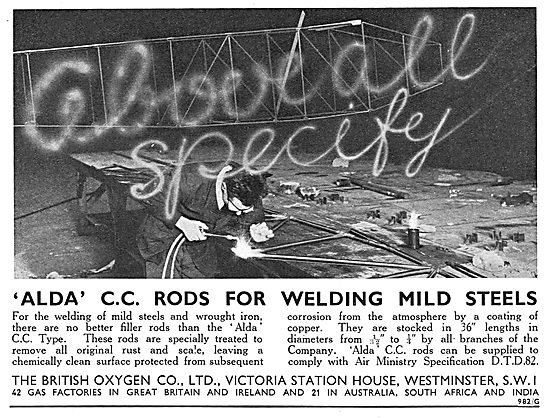 Above all
specify
'ALDA' C.C. RODS FOR WELDING MILD STEELS
For the welding of mild steels and wrought iron,
there are no better filler rods than the 'Alda'
C.C. Type. These rods are specially treated to
remove all original rust and scale, leaving a
chemically clean surface protected from subsequent
corrosion from the atmosphere by a coating of
copper. They are stocked in 36" lengths in
diameters from to ¼" by all branches of the
Company. 'Alda' C.C. rods can be supplied to
comply with Air Ministry Specification D.T.D.82.
THE BRITISH OXYGEN CO., LTD., VICTORIA STATION HOUSE, WESTMINSTER, S.W.1
42 GAS FACTORIES IN GREAT BRITAIN AND IRELAND AND 21 IN AUSTRALIA, SOUTH AFRICA AND INDIA
982/G